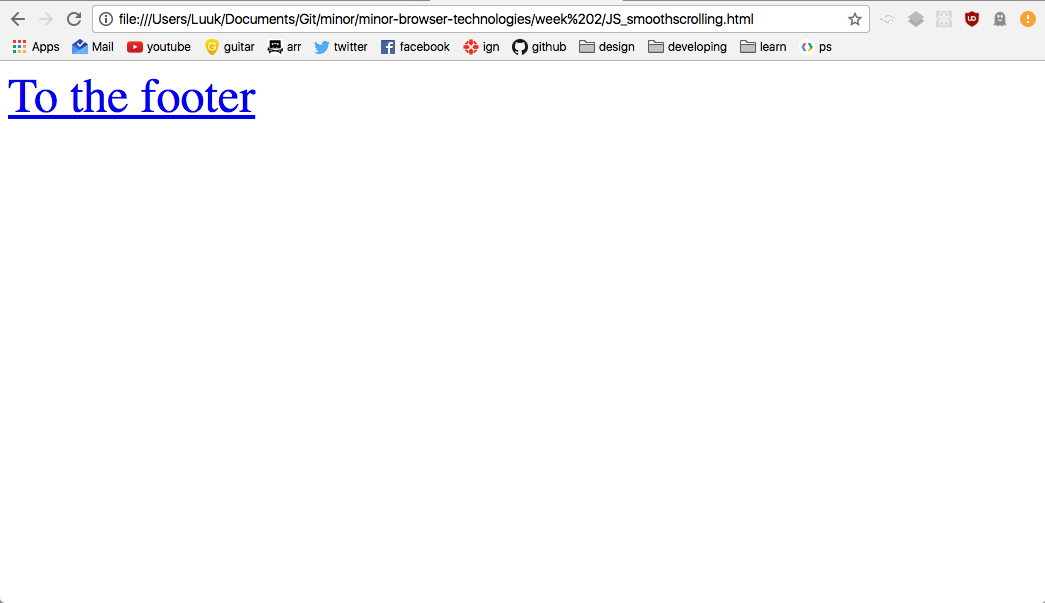 file:///Users/Luuk/Documents/Git/minor/minor-browser-technologies/week%202/JS_smoothscrolling.html
Apps Mail youtube guitar arr twitter facebook ign github design developing learn ps
To the footer